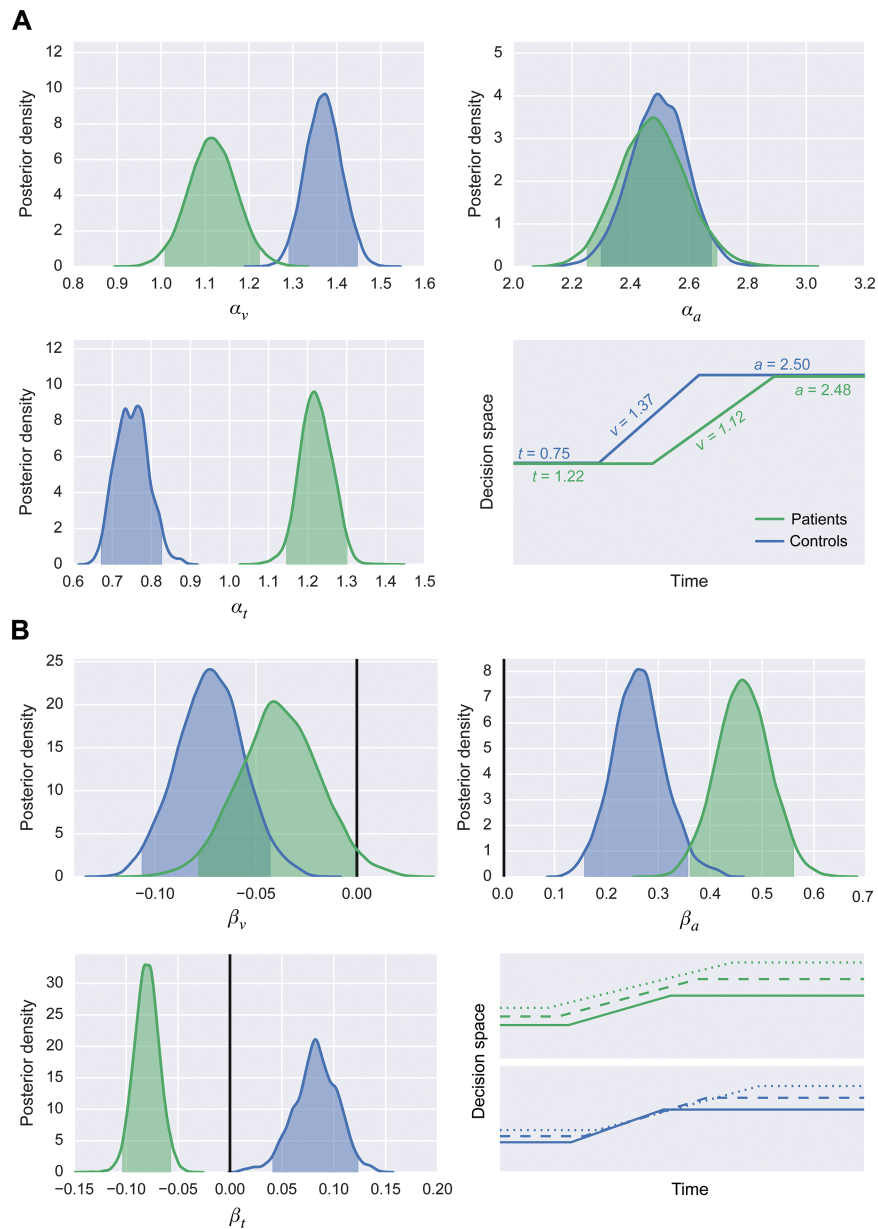 A
Posterior density
12
10
8
6
4
2
0
0.8 0.9 1.0 1.1 1.2 1.3 1.4 1.5 1.6
αv
Posterior density
5
4
3
2
1
0
2.0 2.2 2.4 2.6 2.8 3.0 3.2
αa
Posterior density
12
10
8
6
4
2
0
0.6 0.7 0.8 0.9 1.0 1.1 1.2 1.3 1.4 1.5
αt
Decision space
a = 2.50
a = 2.48
v = 1.37
v = 1.12
t = 0.75
t = 1.22
Patients
Controls
Time
B
Posterior density
25
20
15
10
5
0
−0.10 −0.05 0.00
βv
Posterior density
8
7
6
5
4
3
2
1
0
0.0 0.1 0.2 0.3 0.4 0.5 0.6 0.7
βa
Posterior density
30
25
20
15
10
5
0
−0.15 −0.10 −0.05 0.00 0.05 0.10 0.15 0.20
βt
Decision space
Time